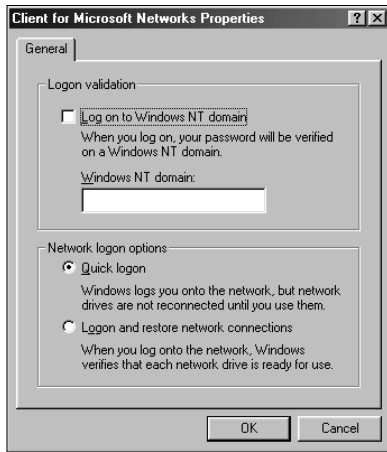 Client for Microsoft Networks Properties
General
Logon validation
Log on to Windows NT domain
When you log on, your password will be verified
on a Windows NT domain.
Windows NT domain:
Network logon options
Quick logon
Windows logs you onto the network, but network
drives are not reconnected until you use them.
Logon and restore network connections
When you log onto the network, Windows
verifies that each network drive is ready for use.
OK Cancel